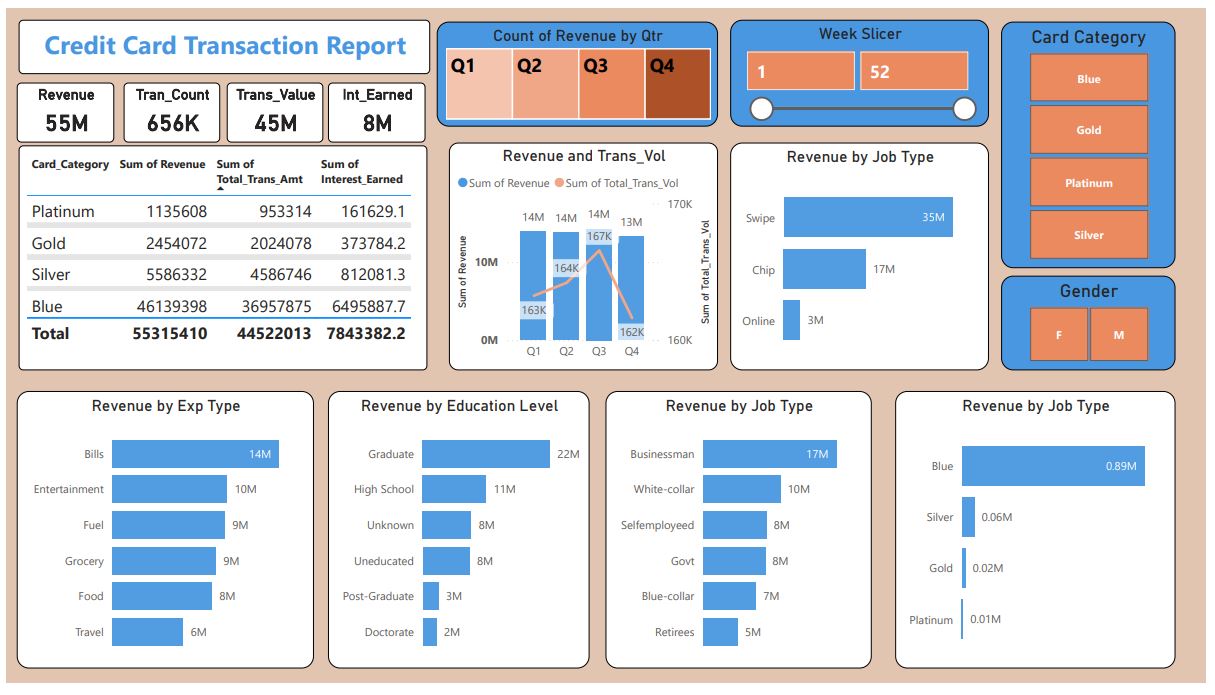 Credit Card Transaction Report
Revenue
55M
Tran_Count
656K
Trans_Value
45M
Int_Earned
8M
Count of Revenue by Qtr
Q1 Q2 Q3 Q4
Week Slicer
1 52
Card Category
Blue
Gold
Platinum
Silver
Gender
F M
Card_Category Sum of Revenue Sum of Total_Trans_Amt Sum of Interest_Earned
Platinum 1135608 953314 161629.1
Gold 2454072 2024078 373784.2
Silver 5586332 4586746 812081.3
Blue 46139398 36957875 6495887.7
Total 55315410 44522013 7843382.2
Revenue and Trans_Vol
Sum of Revenue Sum of Total_Trans_Vol
Sum of Revenue
10M
0M
14M 14M 14M 13M
163K 164K 167K 162K
Q1 Q2 Q3 Q4
170K
160K
Sum of Total_Trans_Vol
Revenue by Job Type
Swipe 35M
Chip 17M
Online 3M
Revenue by Exp Type
Bills 14M
Entertainment 10M
Fuel 9M
Grocery 9M
Food 8M
Travel 6M
Revenue by Education Level
Graduate 22M
High School 11M
Unknown 8M
Uneducated 8M
Post-Graduate 3M
Doctorate 2M
Revenue by Job Type
Businessman 17M
White-collar 10M
Selfemployeed 8M
Govt 8M
Blue-collar 7M
Retirees 5M
Revenue by Job Type
Blue 0.89M
Silver 0.06M
Gold 0.02M
Platinum 0.01M